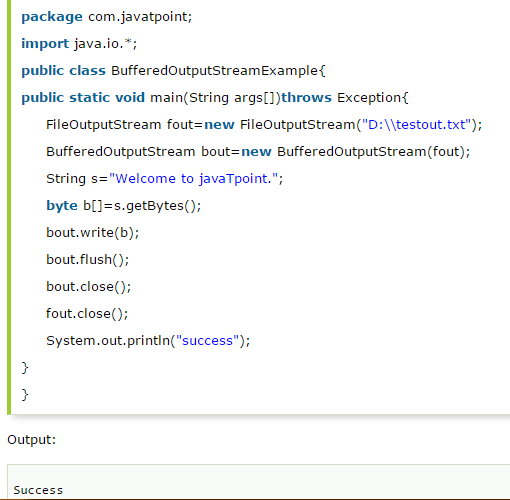 package com.javatpoint;
import java.io.*;
public class BufferedOutputStreamExample{
public static void main(String args[])throws Exception{
FileOutputStream fout=new FileOutputStream("D:\\testout.txt");
BufferedOutputStream bout=new BufferedOutputStream(fout);
String s="Welcome to javaTpoint.";
byte b[]=s.getBytes();
bout.write(b);
bout.flush();
bout.close();
fout.close();
System.out.println("success");
}
}
Output:
Success